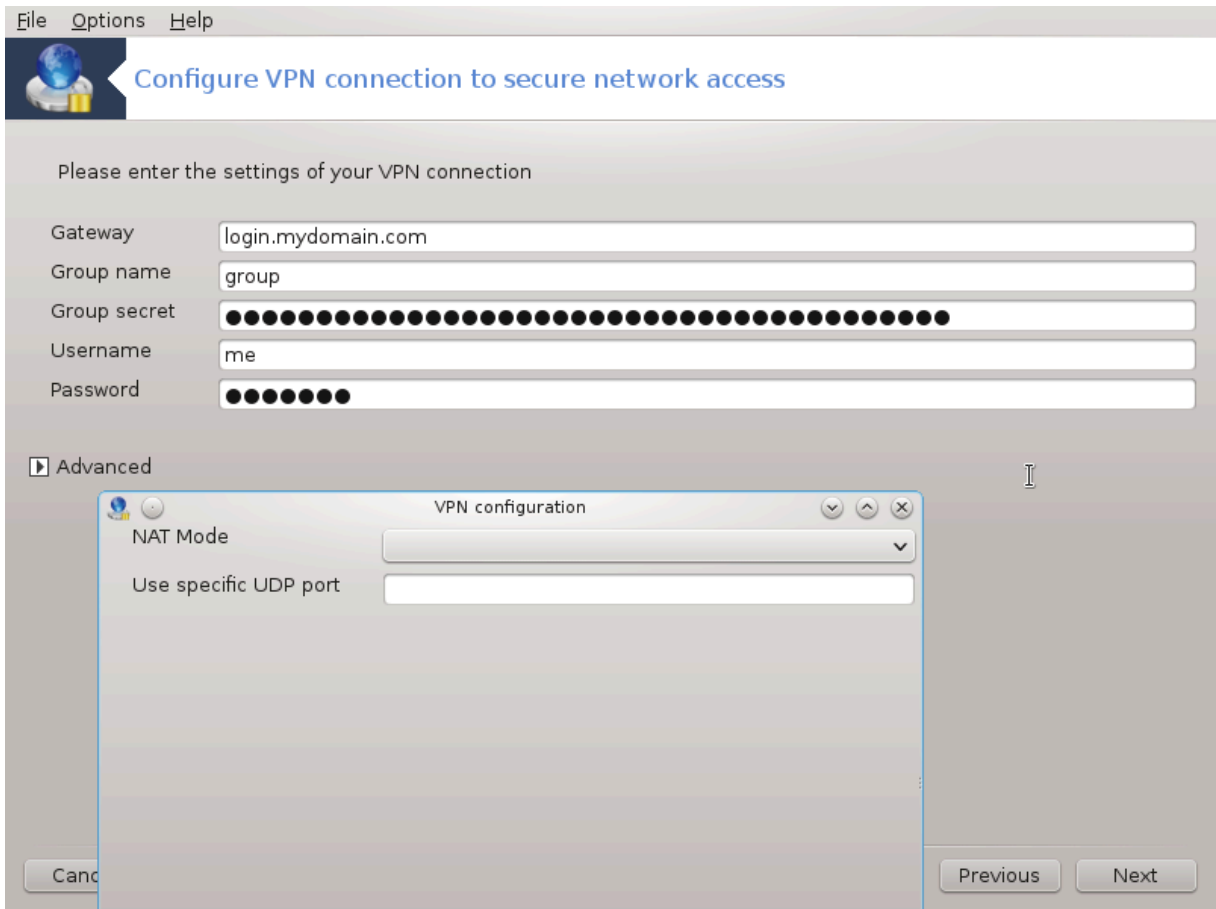 File Options Help
Configure VPN connection to secure network access
Please enter the settings of your VPN connection
Gateway login.mydomain.com
Group name group
Group secret ●●●●●●●●●●●●●●●●●●●●●●●●●●●●●●●●●●●●●●●●
Username me
Password ●●●●●●●
Advanced
VPN configuration
NAT Mode
Use specific UDP port
Canc Previous Next